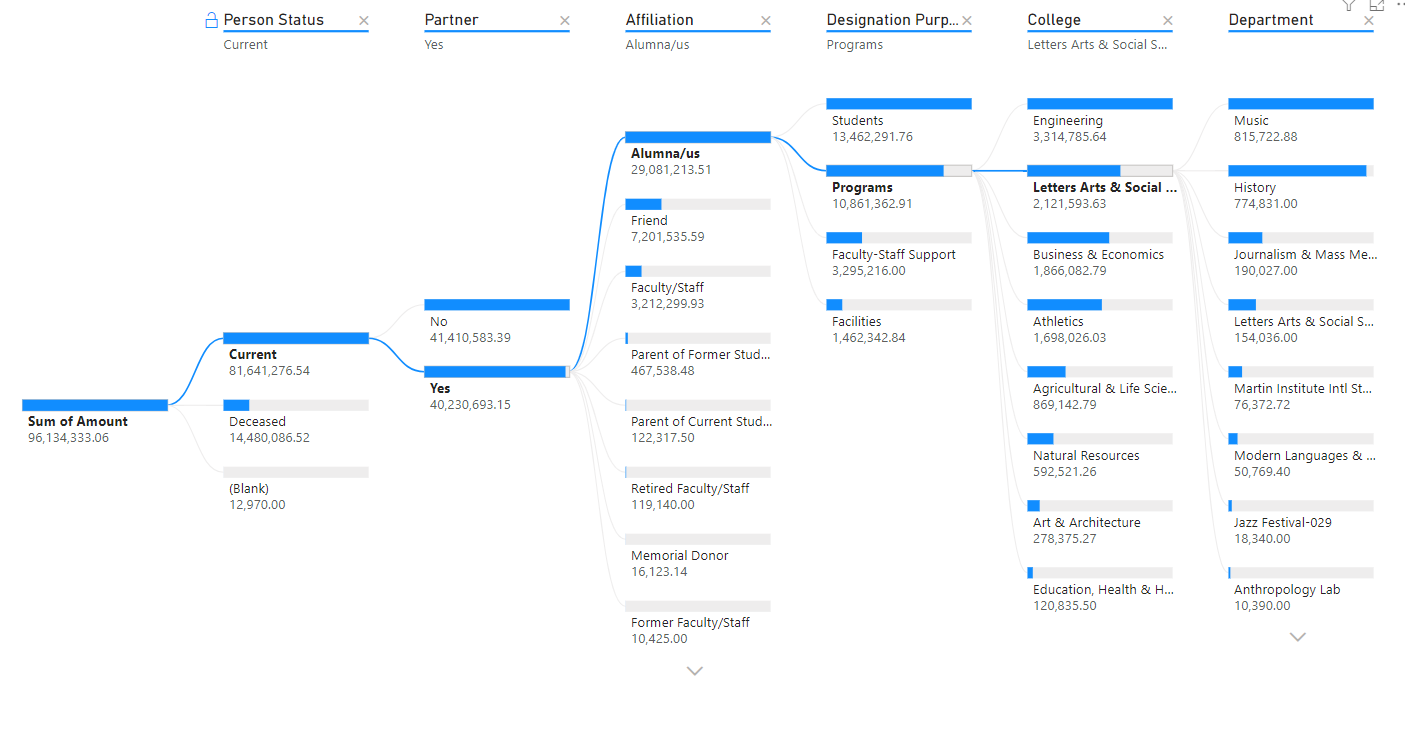 Person Status
Current
Partner
Yes
Affiliation
Alumna/us
Designation Purp...
Programs
College
Letters Arts & Social S...
Department
Sum of Amount
96,134,333.06
Current
81,641,276.54
Deceased
14,480,086.52
(Blank)
12,970.00
No
41,410,583.39
Yes
40,230,693.15
Alumna/us
29,081,213.51
Friend
7,201,535.59
Faculty/Staff
3,212,299.93
Parent of Former Stud...
467,538.48
Parent of Current Stud...
122,317.50
Retired Faculty/Staff
119,140.00
Memorial Donor
16,123.14
Former Faculty/Staff
10,425.00
Students
13,462,291.76
Programs
10,861,362.91
Faculty-Staff Support
3,295,216.00
Facilities
1,462,342.84
Engineering
3,314,785.64
Letters Arts & Social ...
2,121,593.63
Business & Economics
1,866,082.79
Athletics
1,698,026.03
Agricultural & Life Scie...
869,142.79
Natural Resources
592,521.26
Art & Architecture
278,375.27
Education, Health & H...
120,835.50
Music
815,722.88
History
774,831.00
Journalism & Mass Me...
190,027.00
Letters Arts & Social S...
154,036.00
Martin Institute Intl St...
76,372.72
Modern Languages & ...
50,769.40
Jazz Festival-029
18,340.00
Anthropology Lab
10,390.00